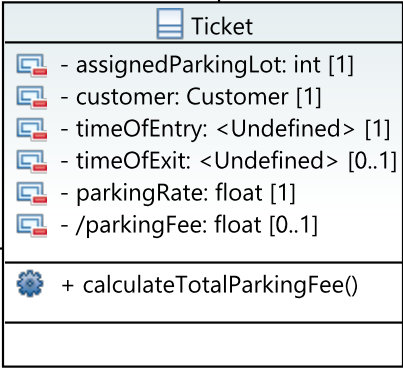 Ticket
- assignedParkingLot: int [1]
- customer: Customer [1]
- timeOfEntry: <Undefined> [1]
- timeOfExit: <Undefined> [0..1]
- parkingRate: float [1]
- /parkingFee: float [0..1]
+ calculateTotalParkingFee()